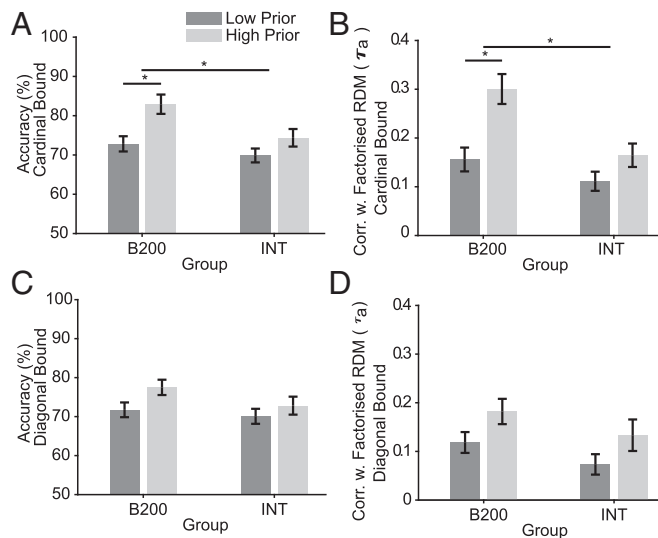 A
Low Prior
High Prior
Accuracy (%)
Cardinal Bound
100
90
80
70
60
50
*
*
B200
INT
Group
B
Corr. w. Factorised RDM ( τa )
Cardinal Bound
0.4
0.3
0.2
0.1
0
*
*
B200
INT
Group
C
Accuracy (%)
Diagonal Bound
100
90
80
70
60
50
B200
INT
Group
D
Corr. w. Factorised RDM ( τa )
Diagonal Bound
0.4
0.3
0.2
0.1
0
B200
INT
Group